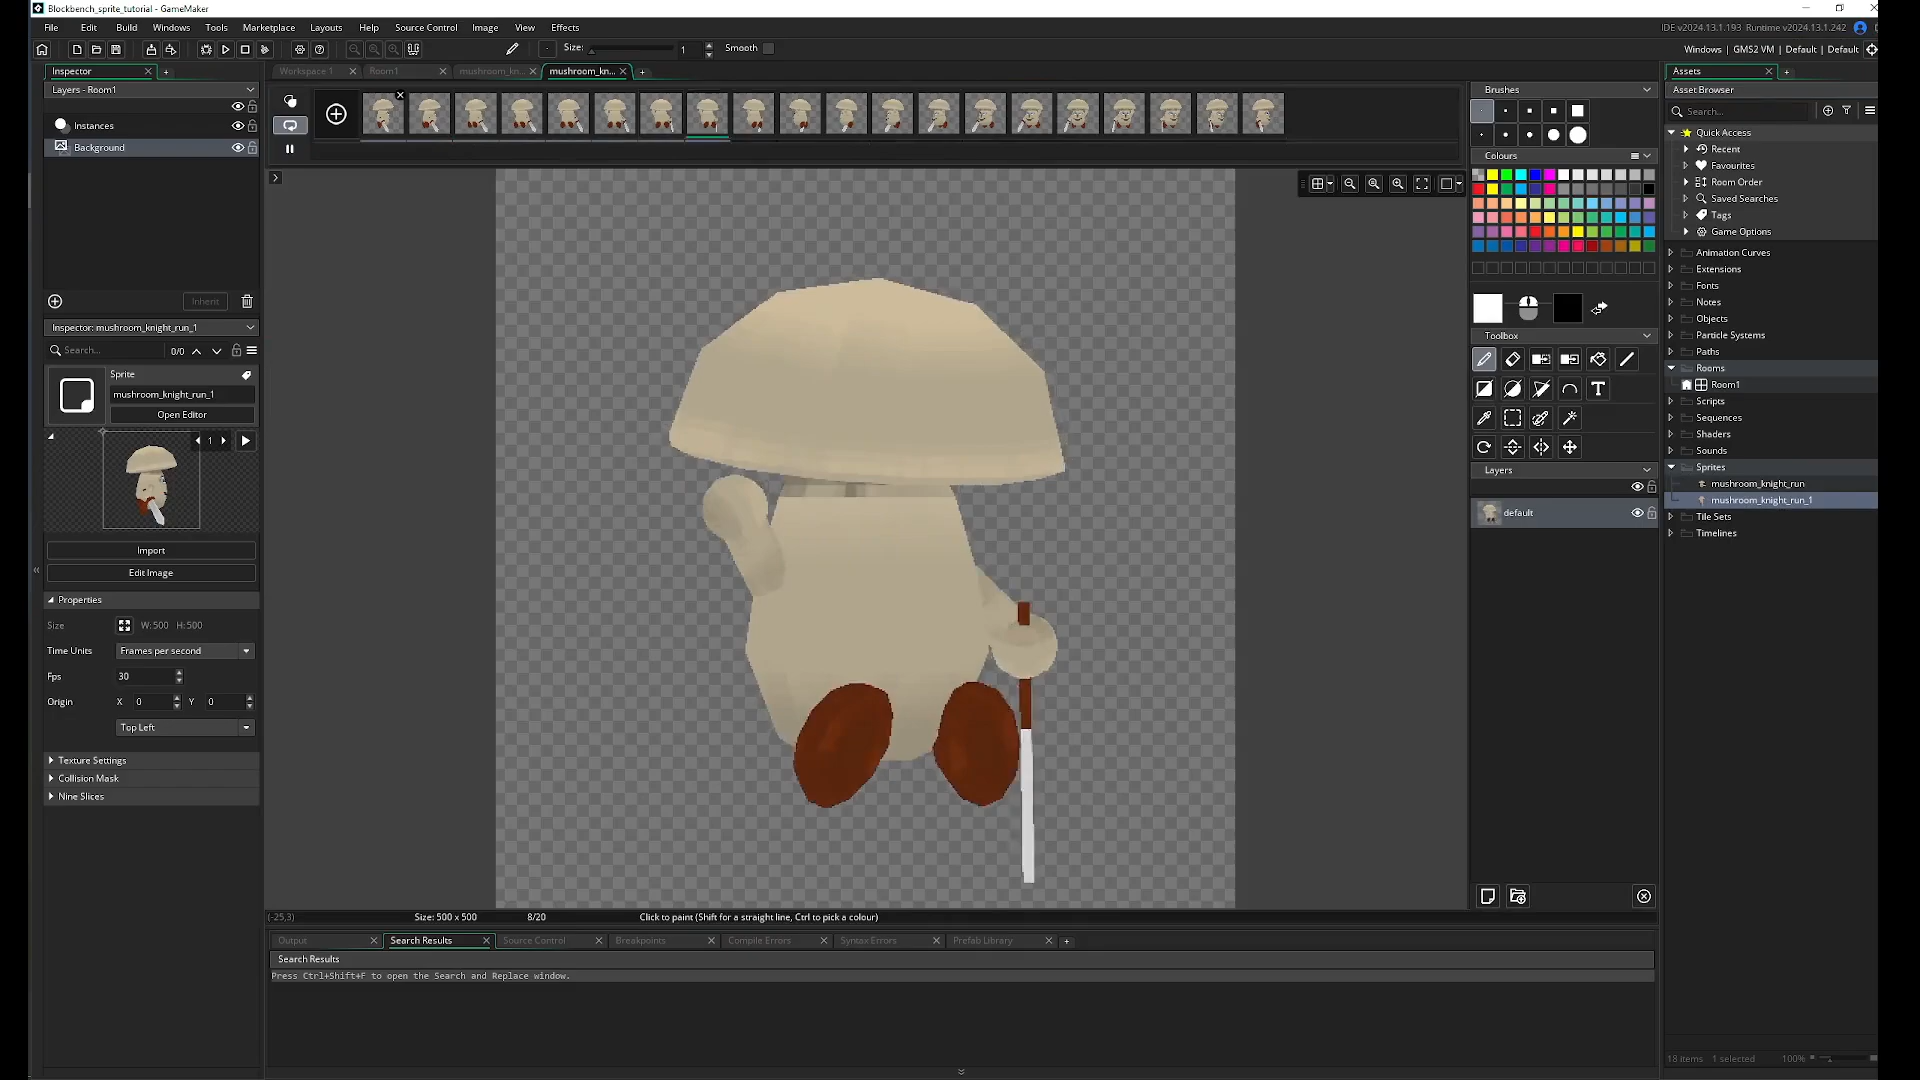 Blockbench_sprite_tutorial - GameMaker
File Edit Build Windows Tools Marketplace Layouts Help Source Control Image View Effects
IDE v2024.13.1.193 Runtime v2024.13.1.242
Size: 1 Smooth
Windows | GMS2 VM | Default | Default
Inspector
Workspace 1 Room1 mushroom_kn... mushroom_kn...
Assets
Layers - Room1
Instances
Background
Inherit
Inspector: mushroom_knight_run_1
Search... 0/0
Sprite
mushroom_knight_run_1
Open Editor
1
Import
Edit Image
Properties
Size W:500 H:500
Time Units Frames per second
Fps 30
Origin X 0 Y 0
Top Left
Texture Settings
Collision Mask
Nine Slices
(-25,3) Size: 500 x 500 8/20 Click to paint (Shift for a straight line, Ctrl to pick a colour)
Output Search Results Source Control Breakpoints Compile Errors Syntax Errors Prefab Library
Search Results
Press Ctrl+Shift+F to open the Search and Replace window.
Brushes
Colours
Toolbox
T
Layers
default
Asset Browser
Search...
Quick Access
Recent
Favourites
Room Order
Saved Searches
Tags
Game Options
Animation Curves
Extensions
Fonts
Notes
Objects
Particle Systems
Paths
Rooms
Room1
Scripts
Sequences
Shaders
Sounds
Sprites
mushroom_knight_run
mushroom_knight_run_1
Tile Sets
Timelines
18 items 1 selected 100%